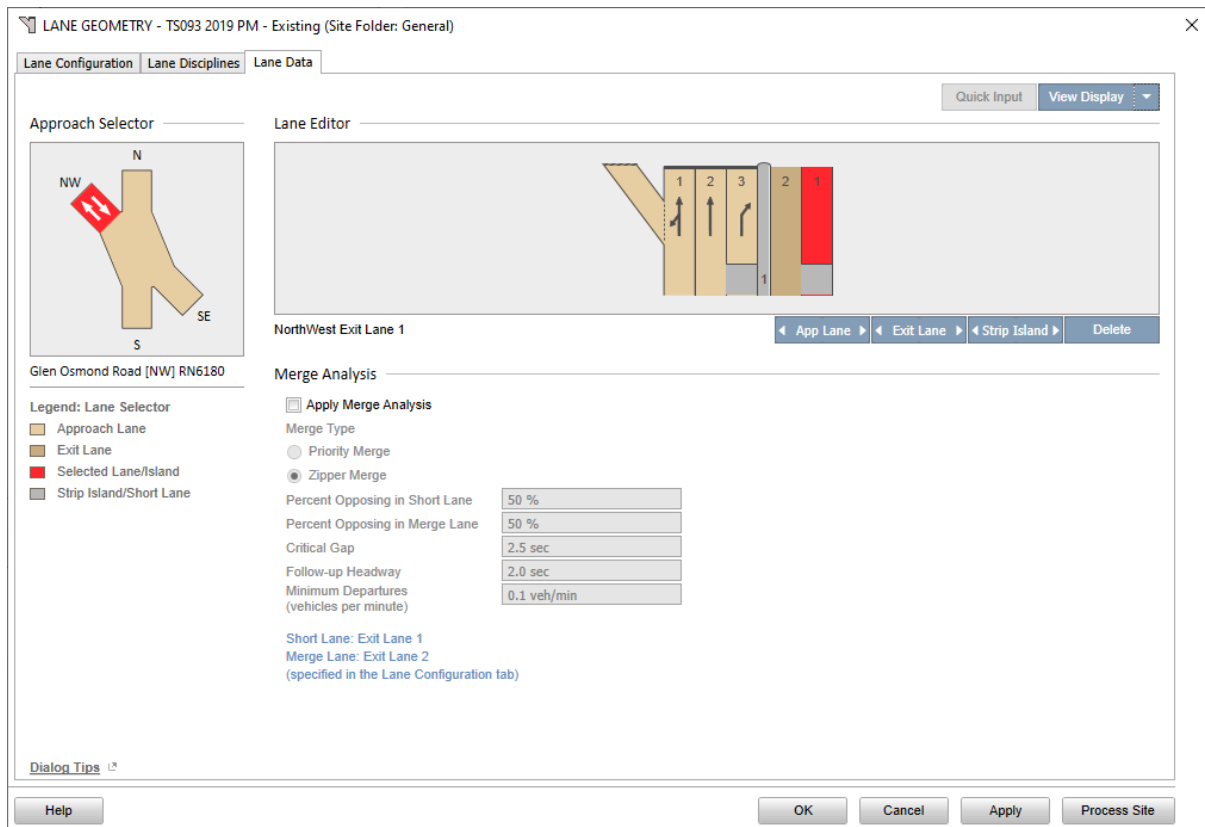 LANE GEOMETRY - TS093 2019 PM - Existing (Site Folder: General)
Lane Configuration Lane Disciplines Lane Data
Quick Input View Display
Approach Selector
Lane Editor
N
NW
SE
S
1 2 3 2 1
1
NorthWest Exit Lane 1
App Lane Exit Lane Strip Island Delete
Glen Osmond Road [NW] RN6180
Legend: Lane Selector
Approach Lane
Exit Lane
Selected Lane/Island
Strip Island/Short Lane
Merge Analysis
Apply Merge Analysis
Merge Type
Priority Merge
Zipper Merge
Percent Opposing in Short Lane 50 %
Percent Opposing in Merge Lane 50 %
Critical Gap 2.5 sec
Follow-up Headway 2.0 sec
Minimum Departures
(vehicles per minute) 0.1 veh/min
Short Lane: Exit Lane 1
Merge Lane: Exit Lane 2
(specified in the Lane Configuration tab)
Dialog Tips
Help OK Cancel Apply Process Site